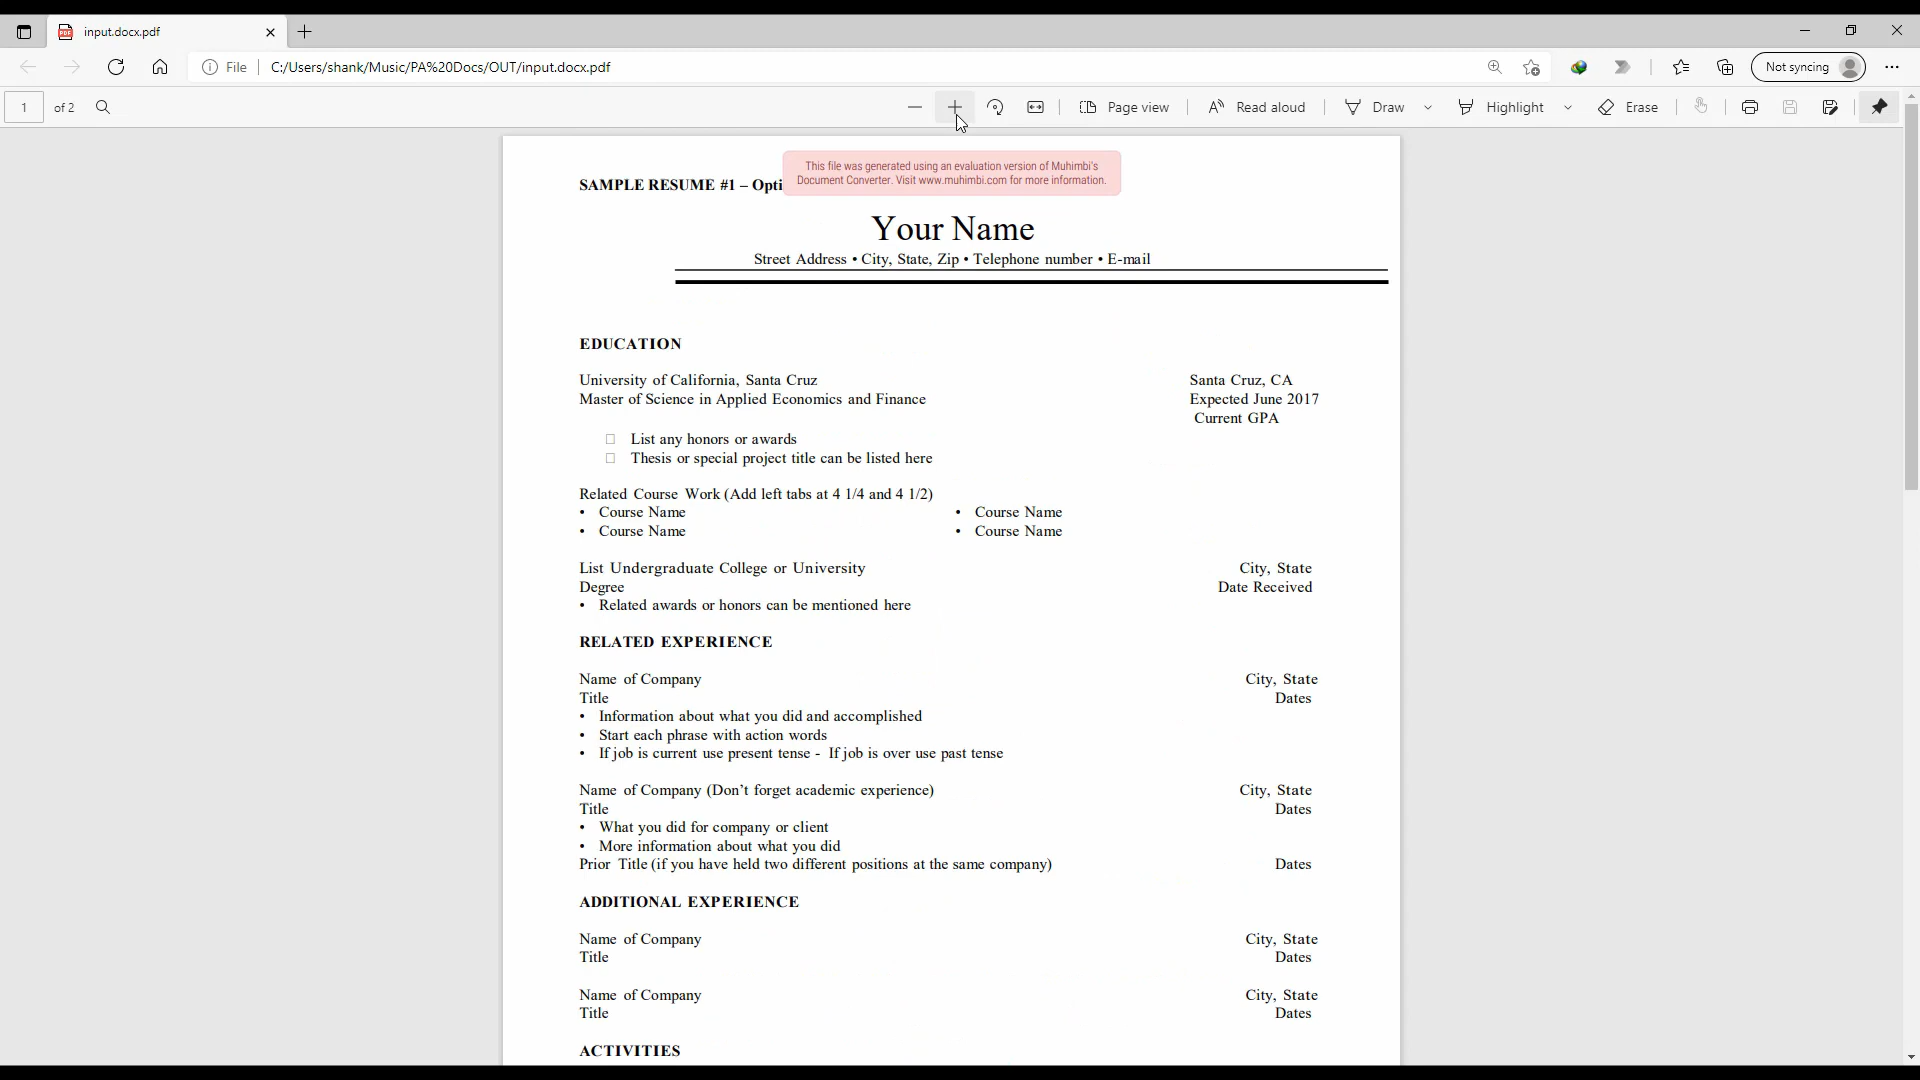 input.docx.pdf
File C:/Users/shank/Music/PA%20Docs/OUT/input.docx.pdf
Not syncing
1 of 2
Page view
Read aloud
Draw
Highlight
Erase
This file was generated using an evaluation version of Muhimbi's
Document Converter. Visit www.muhimbi.com for more information.
SAMPLE RESUME #1 – Opti
Your Name
Street Address • City, State, Zip • Telephone number • E-mail
EDUCATION
University of California, Santa Cruz Santa Cruz, CA
Master of Science in Applied Economics and Finance Expected June 2017
Current GPA
□ List any honors or awards
□ Thesis or special project title can be listed here
Related Course Work (Add left tabs at 4 1/4 and 4 1/2)
• Course Name • Course Name
• Course Name • Course Name
List Undergraduate College or University City, State
Degree Date Received
• Related awards or honors can be mentioned here
RELATED EXPERIENCE
Name of Company City, State
Title Dates
• Information about what you did and accomplished
• Start each phrase with action words
• If job is current use present tense - If job is over use past tense
Name of Company (Don't forget academic experience) City, State
Title Dates
• What you did for company or client
• More information about what you did
Prior Title (if you have held two different positions at the same company) Dates
ADDITIONAL EXPERIENCE
Name of Company City, State
Title Dates
Name of Company City, State
Title Dates
ACTIVITIES